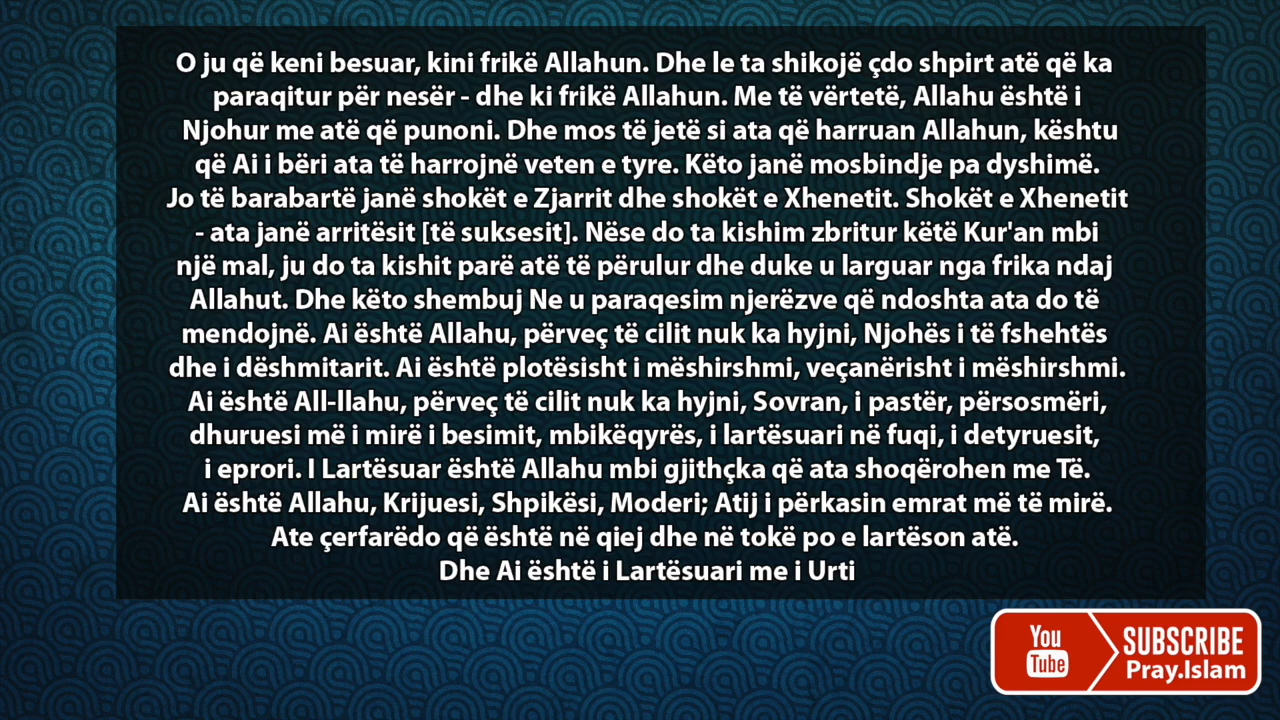 O ju që keni besuar, kini frikë Allahun. Dhe le ta shikojë çdo shpirt atë që ka
paraqitur për nesër - dhe ki frikë Allahun. Me të vërtetë, Allahu është i
Njohur me atë që punoni. Dhe mos të jetë si ata që harruan Allahun, kështu
që Ai i bëri ata të harrojnë veten e tyre. Këto janë mosbindje pa dyshimë.
Jo të barabartë janë shokët e Zjarrit dhe shokët e Xhenetit. Shokët e Xhenetit
- ata janë arritësit [të suksesit]. Nëse do ta kishim zbritur këtë Kur'an mbi
një mal, ju do ta kishit parë atë të përulur dhe duke u larguar nga frika ndaj
Allahut. Dhe këto shembuj Ne u paraqesim njerëzve që ndoshta ata do të
mendojnë. Ai është Allahu, përveç të cilit nuk ka hyjni, Njohës i të fshehtës
dhe i dëshmitarit. Ai është plotësisht i mëshirshmi, veçanërisht i mëshirshmi.
Ai është All-llahu, përveç të cilit nuk ka hyjni, Sovran, i pastër, përsosmëri,
dhuruesi më i mirë i besimit, mbikëqyrës, i lartësuari në fuqi, i detyruesit,
i eprori. I Lartësuar është Allahu mbi gjithçka që ata shoqërohen me Të.
Ai është Allahu, Krijuesi, Shpikësi, Moderi; Atij i përkasin emrat më të mirë.
Ate çerfarëdo që është në qiej dhe në tokë po e lartëson atë.
Dhe Ai është i Lartësuari me i Urti
You
Tube
SUBSCRIBE
Pray.Islam